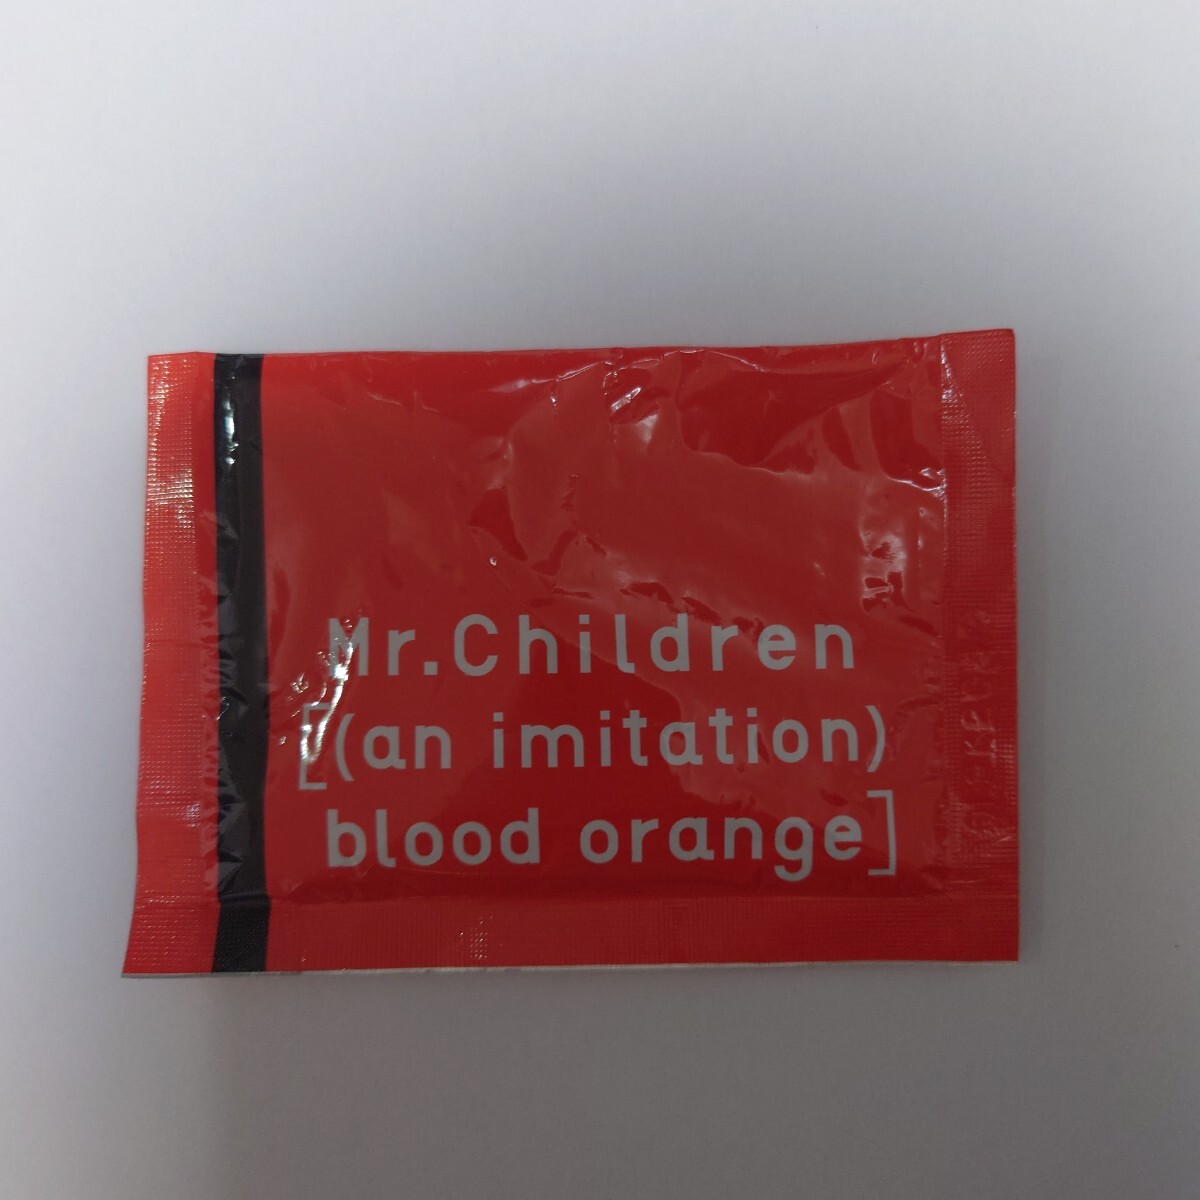 Mr.Children
[(an imitation)
blood orange]